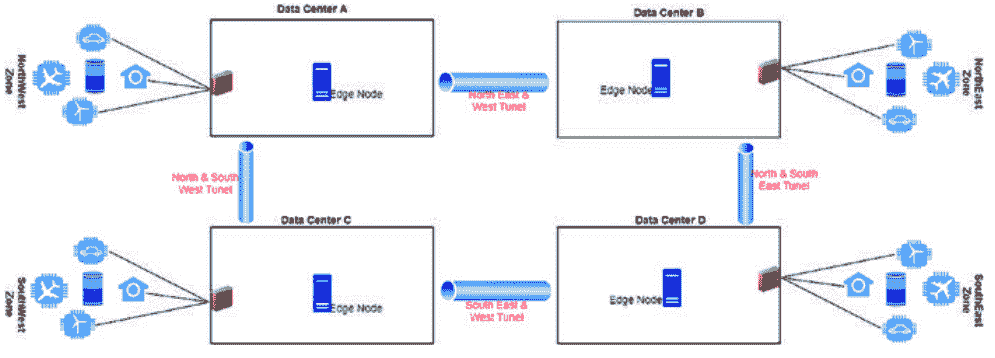 Data Center A
Data Center B
NorthWest
Zone
Edge Node
North East &
West Tunel
Edge Node
NorthEast
Zone
North & South
West Tunel
North & South
East Tunel
Data Center C
Data Center D
SouthWest
Zone
Edge Node
South East &
West Tunel
Edge Node
SouthEast
Zone